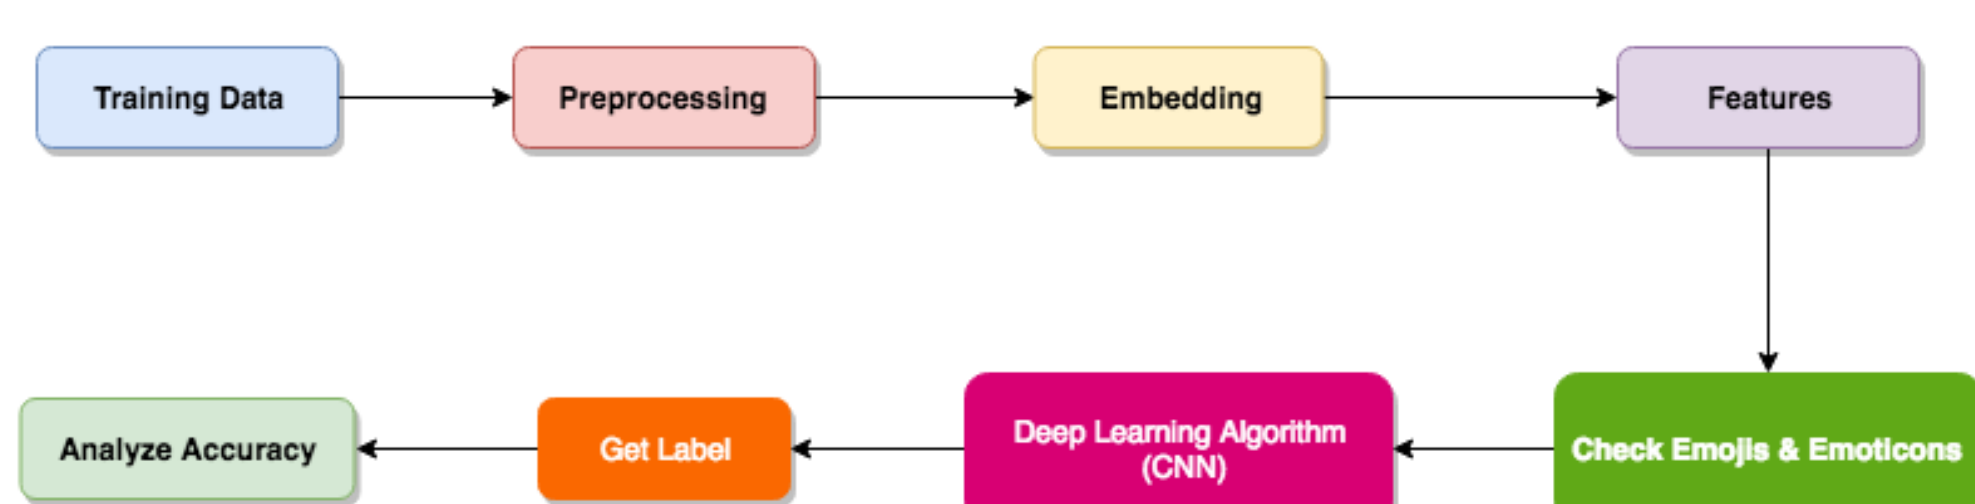 Training Data
Preprocessing
Embedding
Features
Check Emojis & Emoticons
Deep Learning Algorithm
(CNN)
Get Label
Analyze Accuracy